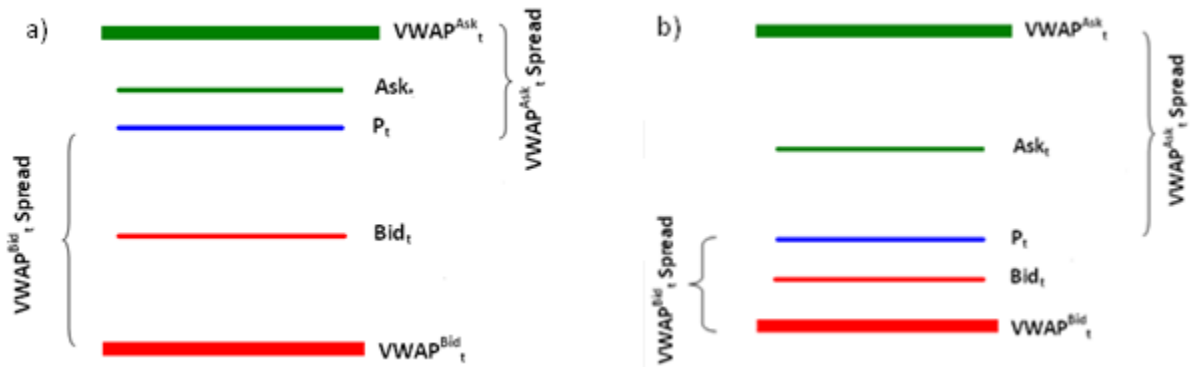 a)
VWAP^Ask_t
Ask.
P_t
Bid_t
VWAP^Bid_t
VWAP^Ask_t Spread
VWAP^Bid_t Spread
b)
VWAP^Ask_t
Ask_t
P_t
Bid_t
VWAP^Bid_t
VWAP^Ask_t Spread
VWAP^Bid_t Spread